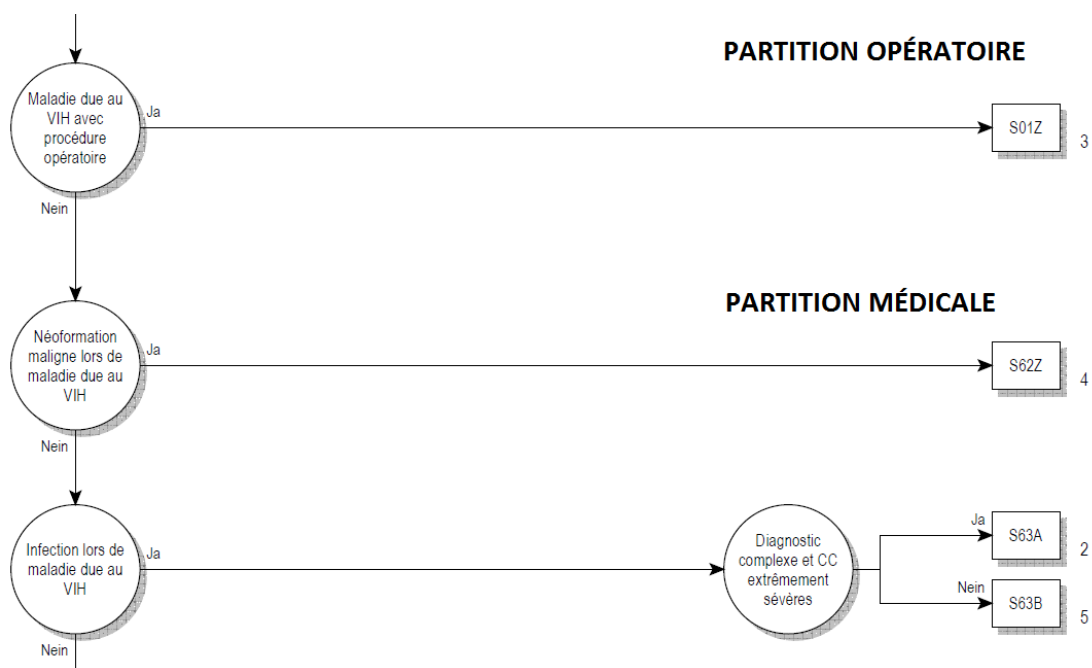 PARTITION OPÉRATOIRE
Maladie due au
VIH avec
procédure
opératoire
Ja
S01Z
3
Nein
PARTITION MÉDICALE
Néoformation
maligne lors de
maladie due au
VIH
Ja
S62Z
4
Nein
Infection lors de
maladie due au
VIH
Ja
Diagnostic
complexe et CC
extrêmement
sévères
Ja
S63A
2
Nein
S63B
5
Nein